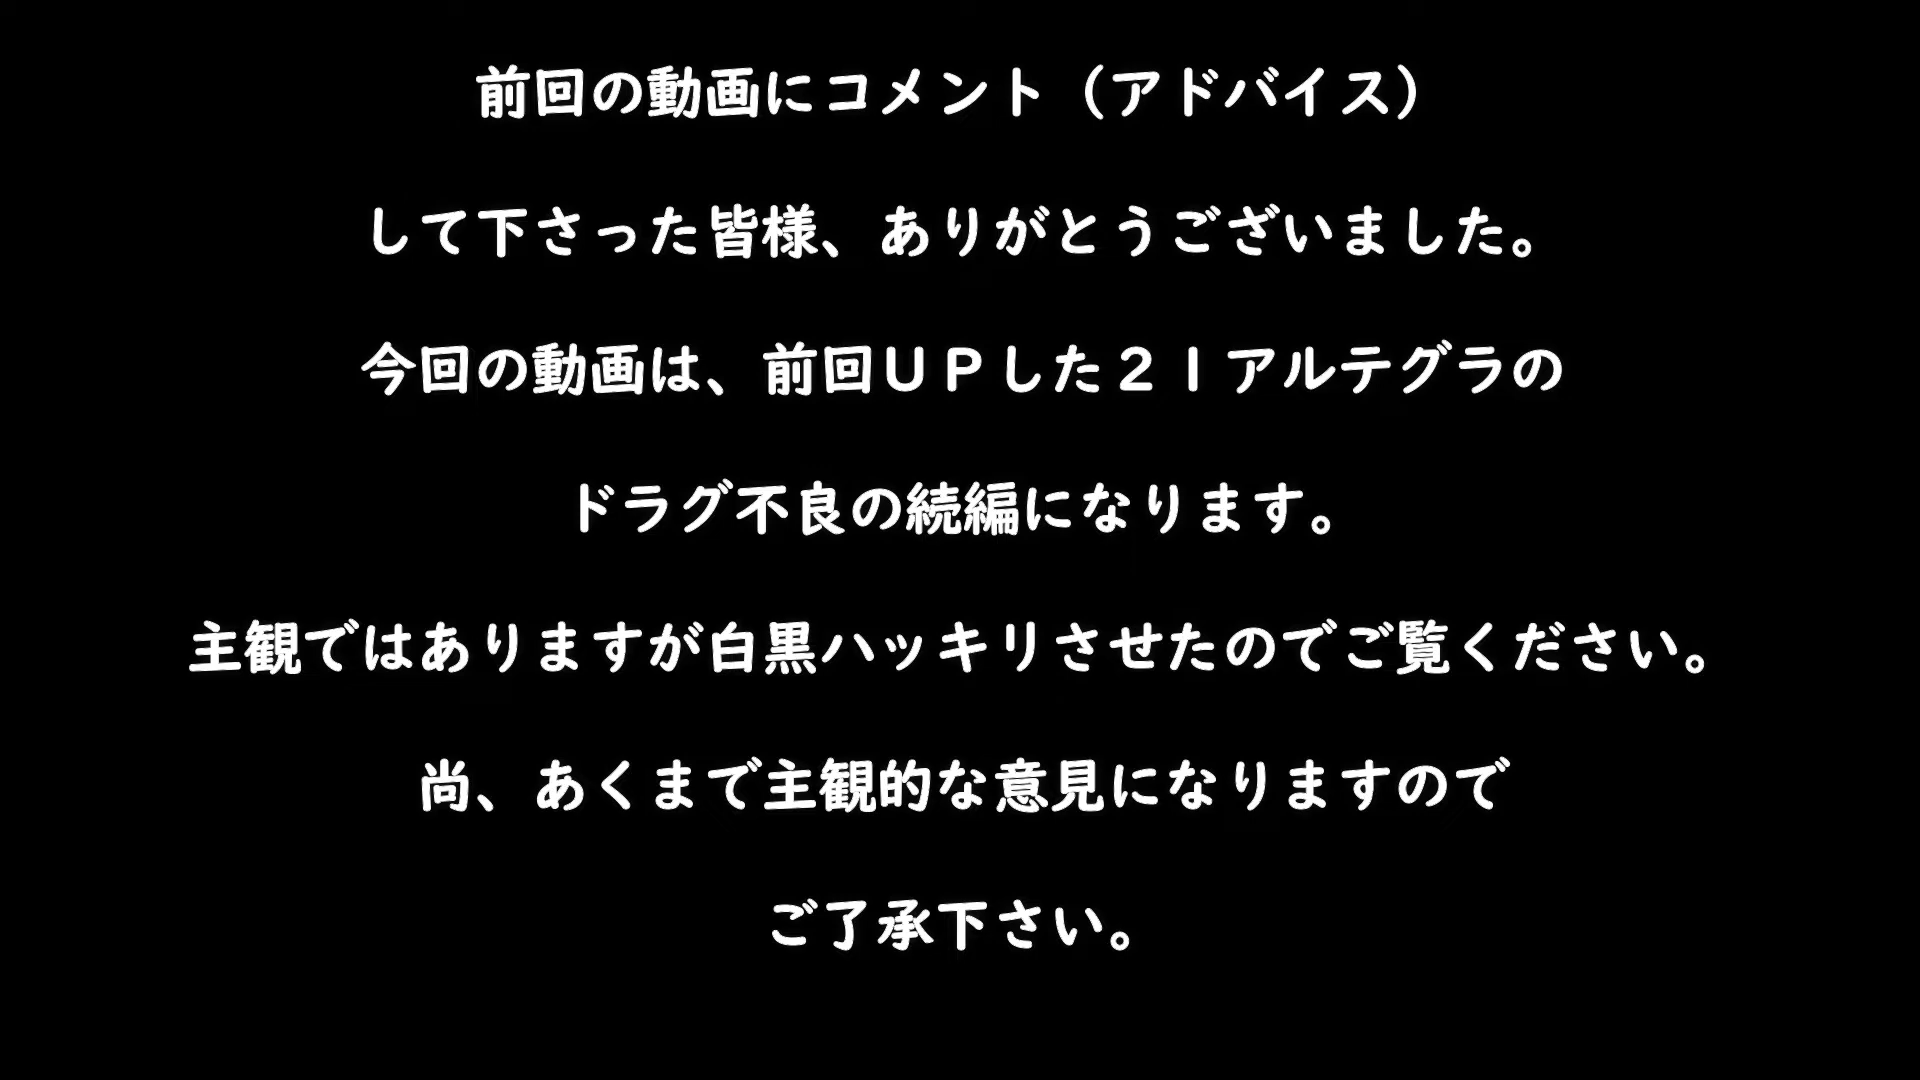 前回の動画にコメント（アドバイス）
して下さった皆様、ありがとうございました。
今回の動画は、前回ＵＰした２１アルテグラの
ドラグ不良の続編になります。
主観ではありますが白黒ハッキリさせたのでご覧ください。
尚、あくまで主観的な意見になりますので
ご了承下さい。